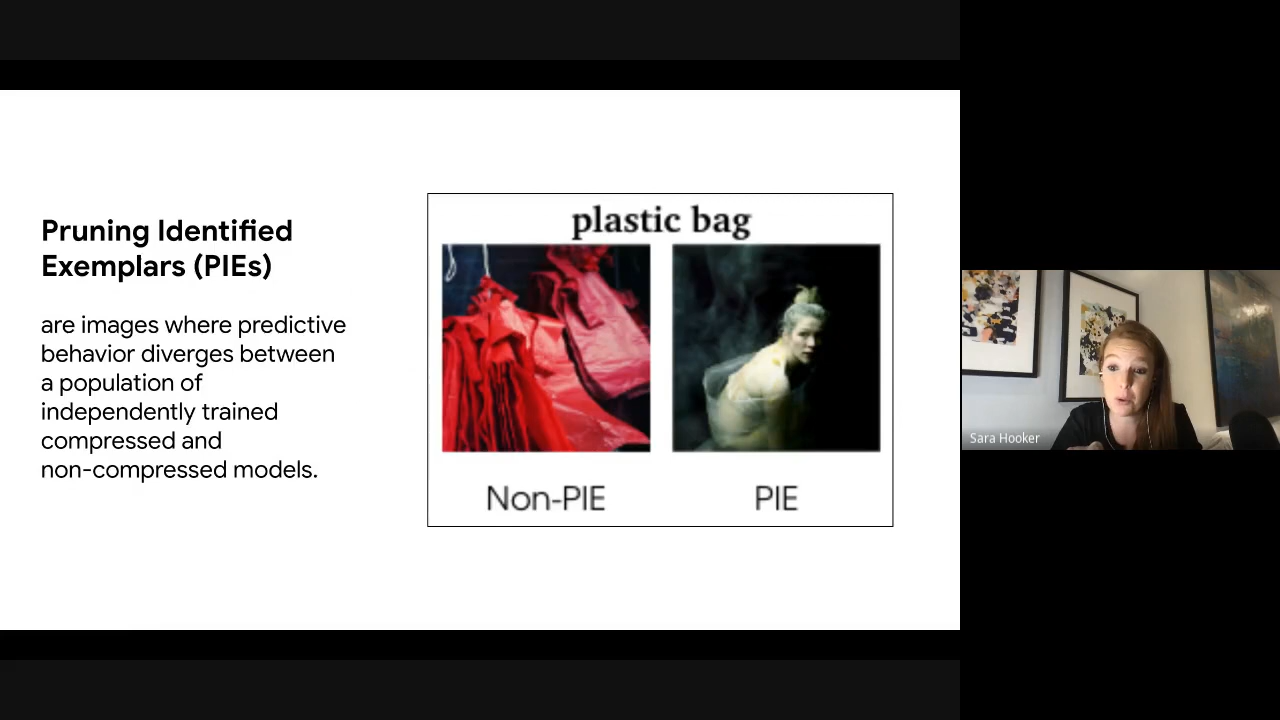 Pruning Identified
Exemplars (PIEs)
are images where predictive
behavior diverges between
a population of
independently trained
compressed and
non-compressed models.
plastic bag
Non-PIE
PIE
Sara Hooker